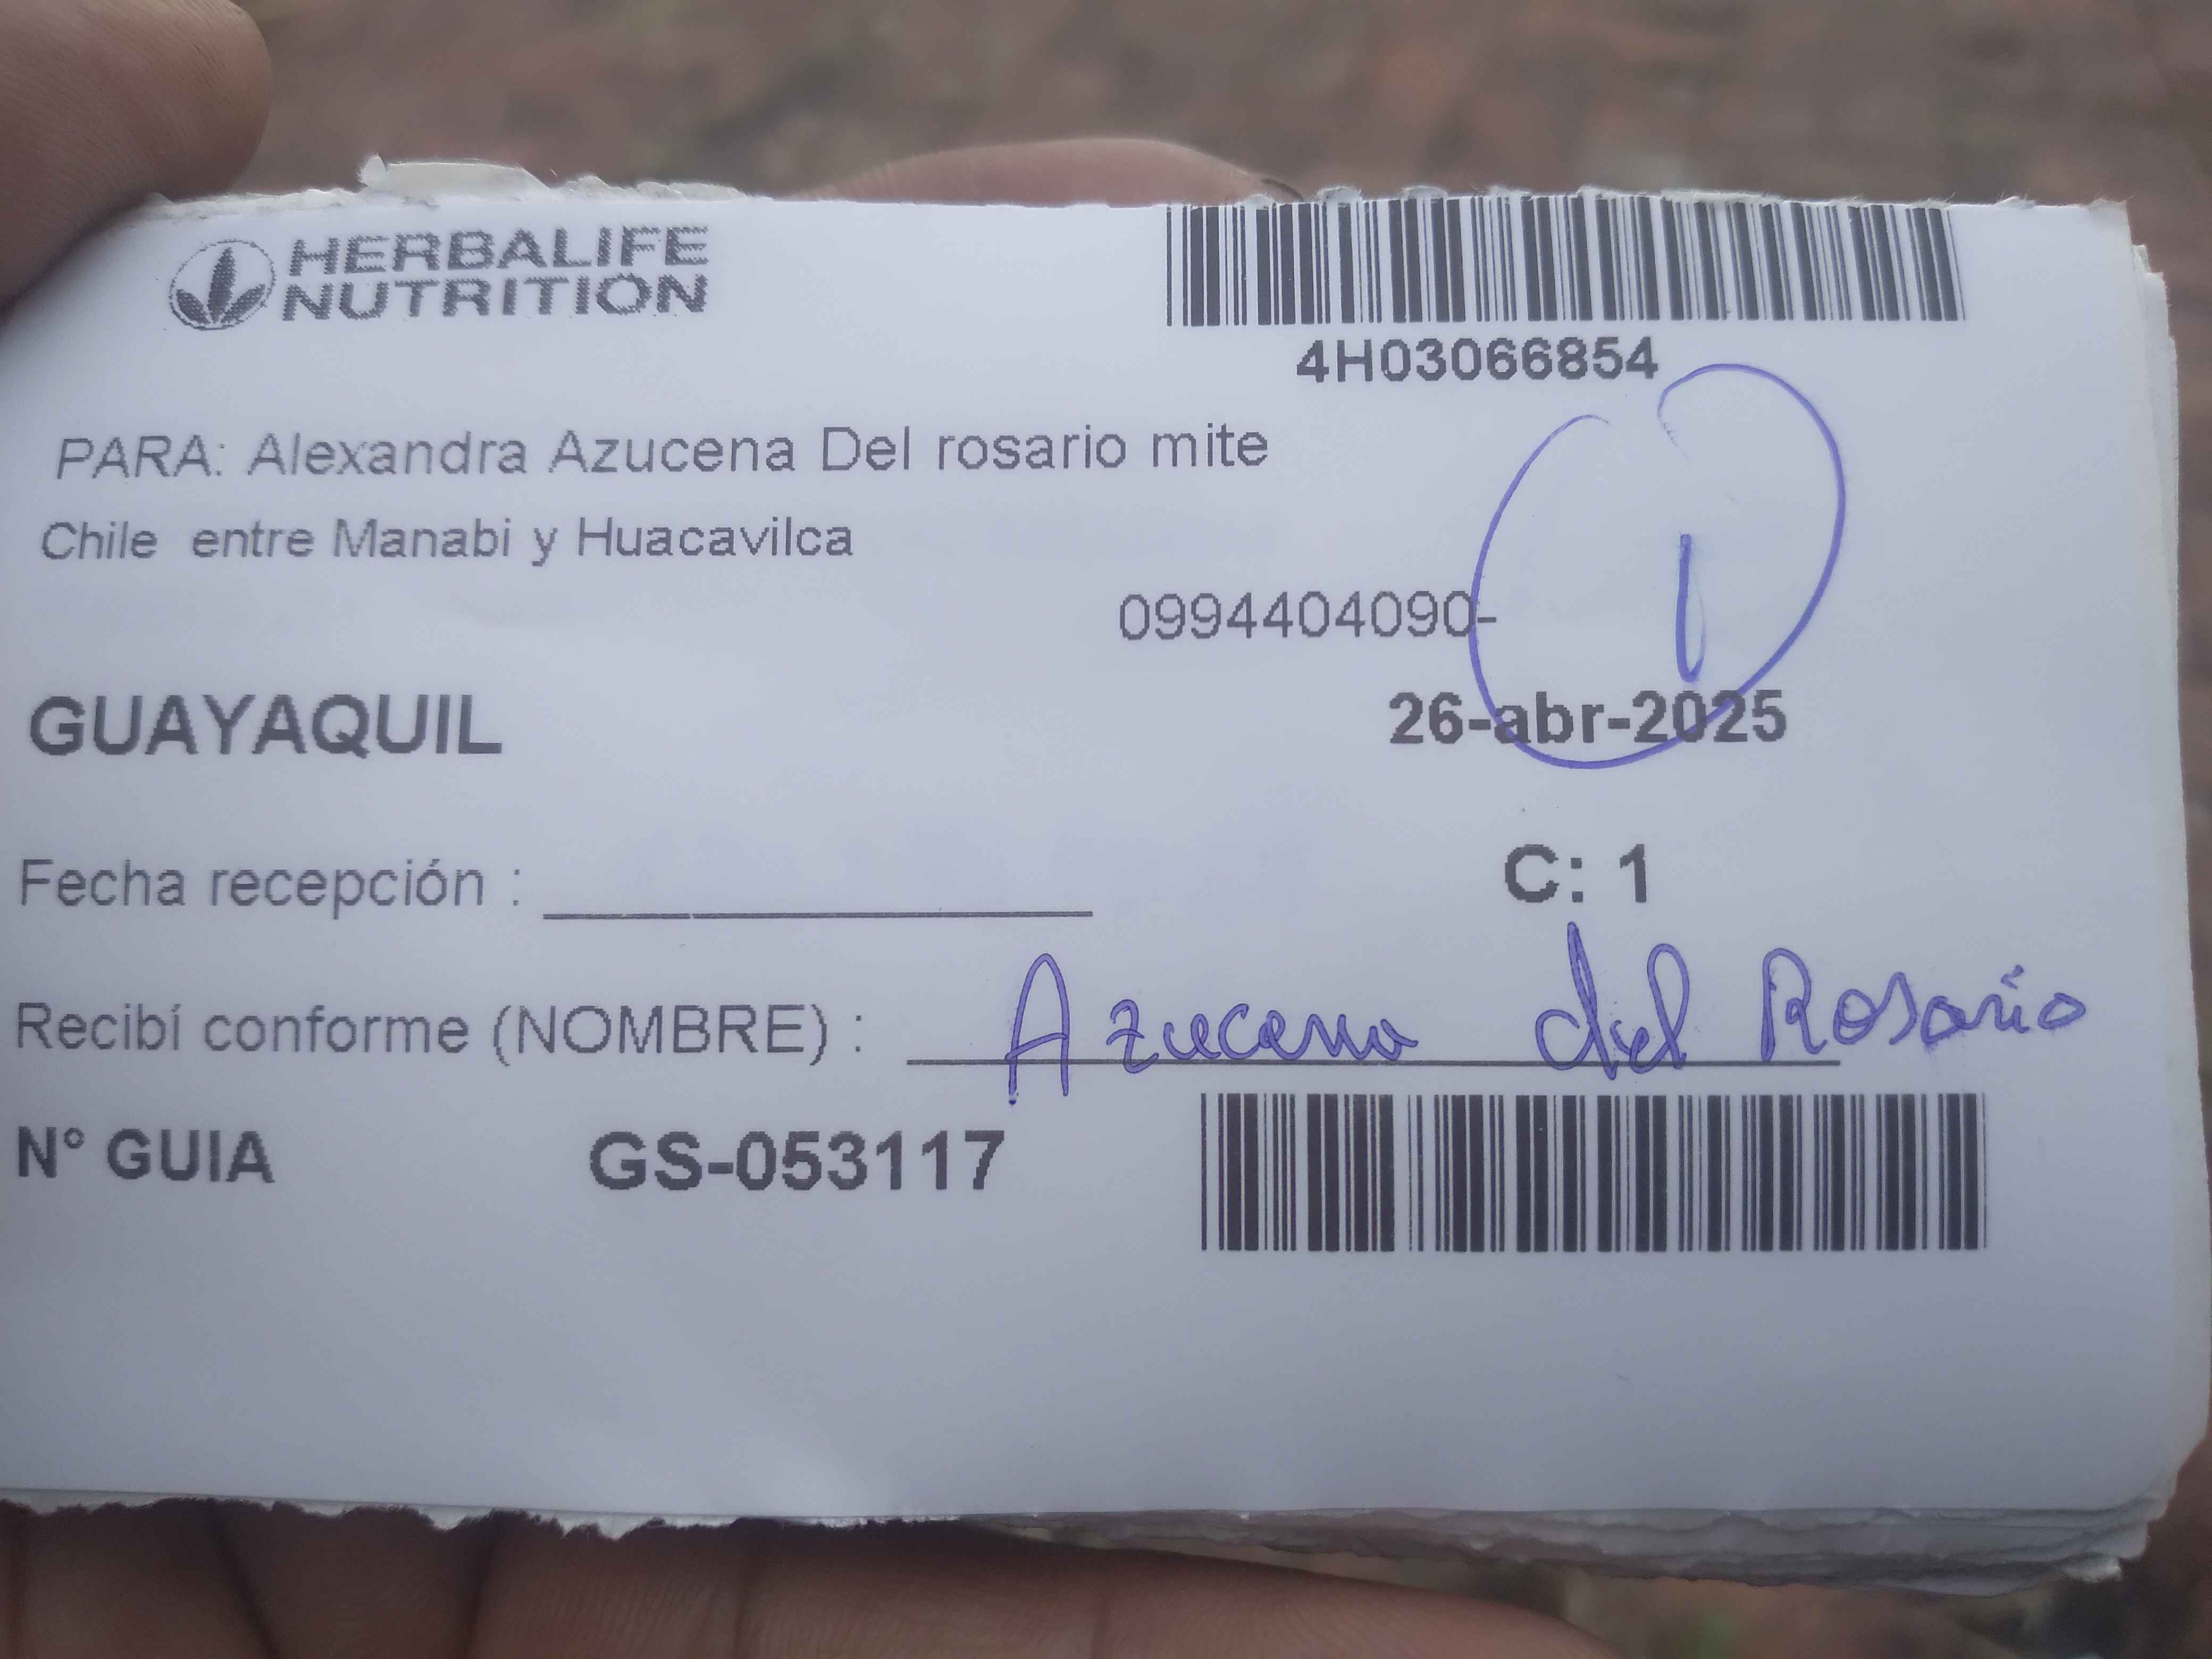 HERBALIFE
NUTRITION
4H03066854
PARA: Alexandra Azucena Del rosario mite
Chile entre Manabi y Huacavilca
0994404090-
1
GUAYAQUIL
26-abr-2025
Fecha recepción :
C: 1
Recibí conforme (NOMBRE) : Azucena del Rosario
N° GUIA GS-053117